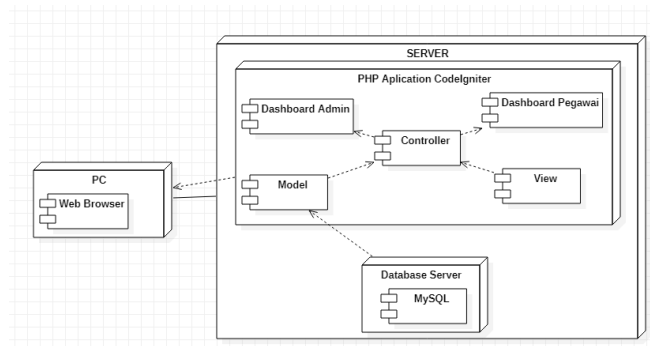 SERVER
PHP Aplication CodeIgniter
Dashboard Admin
Dashboard Pegawai
Controller
PC
Web Browser
Model
View
Database Server
MySQL